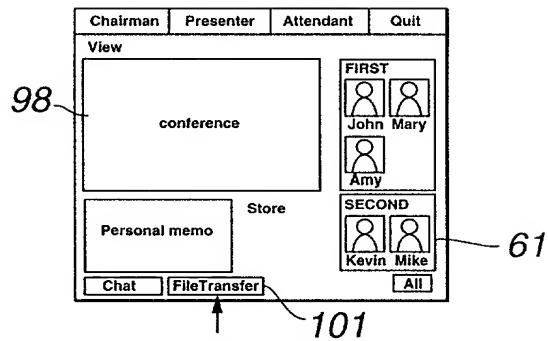 Chairman Presenter Attendant Quit
View
98
conference
FIRST
John Mary
Amy
Store
Personal memo
SECOND
Kevin Mike
61
Chat FileTransfer All
101